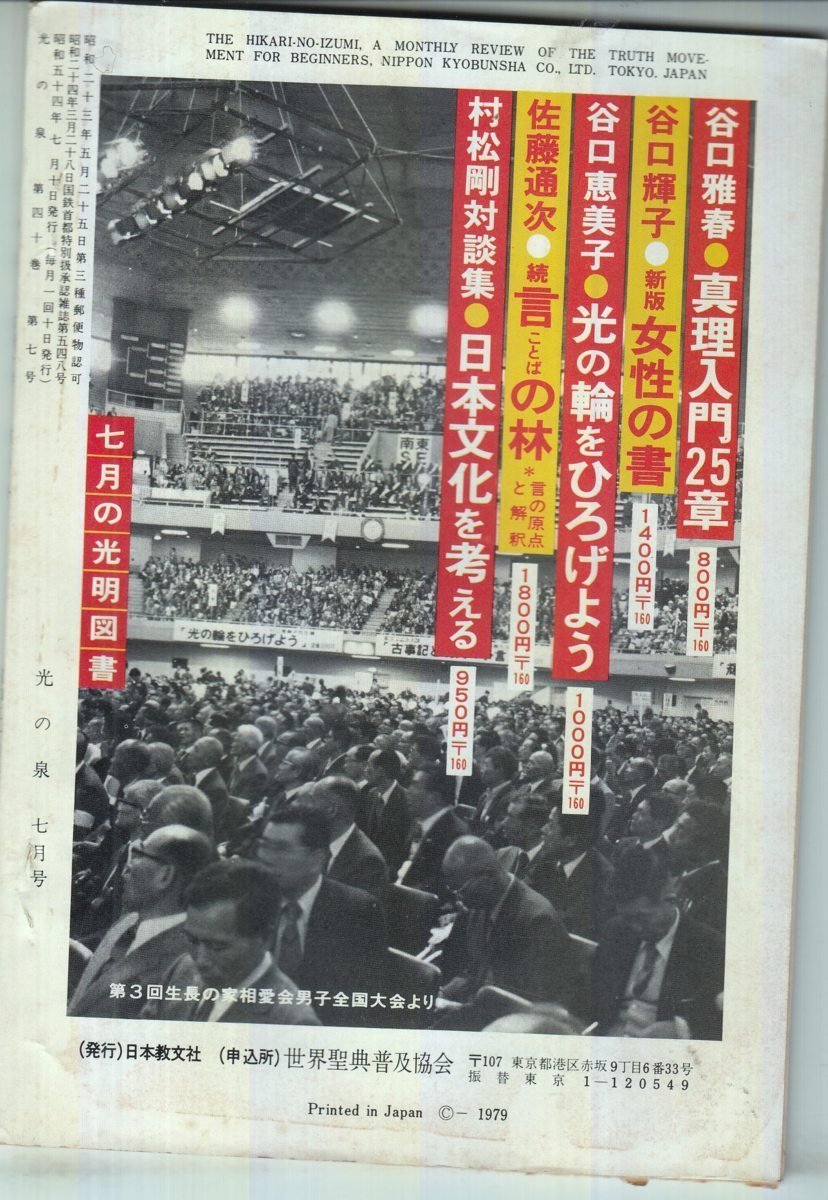 THE HIKARI-NO-IZUMI, A MONTHLY REVIEW OF THE TRUTH MOVE-
MENT FOR BEGINNERS, NIPPON KYOBUNSHA CO., LTD. TOKYO. JAPAN
昭和二十三年五月二十五日第三種郵便物認可
昭和二十四年三月二十八日国鉄首都特別扱承認雑誌第五四八号
昭和五十四年七月十日発行(毎月一回十日発行)
光の泉 第四十巻 第七号
谷口雅春●真理入門25章
800円〒160
谷口輝子●新版 女性の書
1400円〒160
谷口恵美子●光の輪をひろげよう
1000円〒160
佐藤通次●続 言ことばの林*言の原点と解釈
1800円〒160
村松剛対談集●日本文化を考える
950円〒160
七月の光明図書
南東
「光の輪をひろげよう」
「古事記と
光の泉 七月号
第3回生長の家相愛会男子全国大会より
(発行)日本教文社 (申込所)世界聖典普及協会 〒107 東京都港区赤坂9丁目6番33号
振替東京 1—120549
Printed in Japan ©— 1979